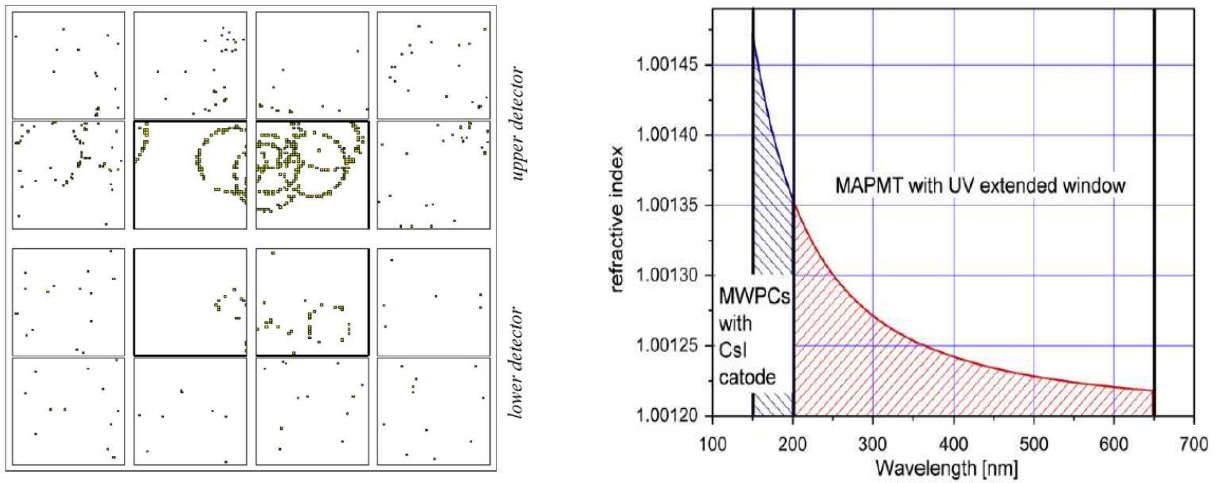 upper detector
lower detector
refractive index
1.00145
1.00140
1.00135
1.00130
1.00125
1.00120
MAPMT with UV extended window
MWPCs
with
CsI
catode
100 200 300 400 500 600 700
Wavelength [nm]